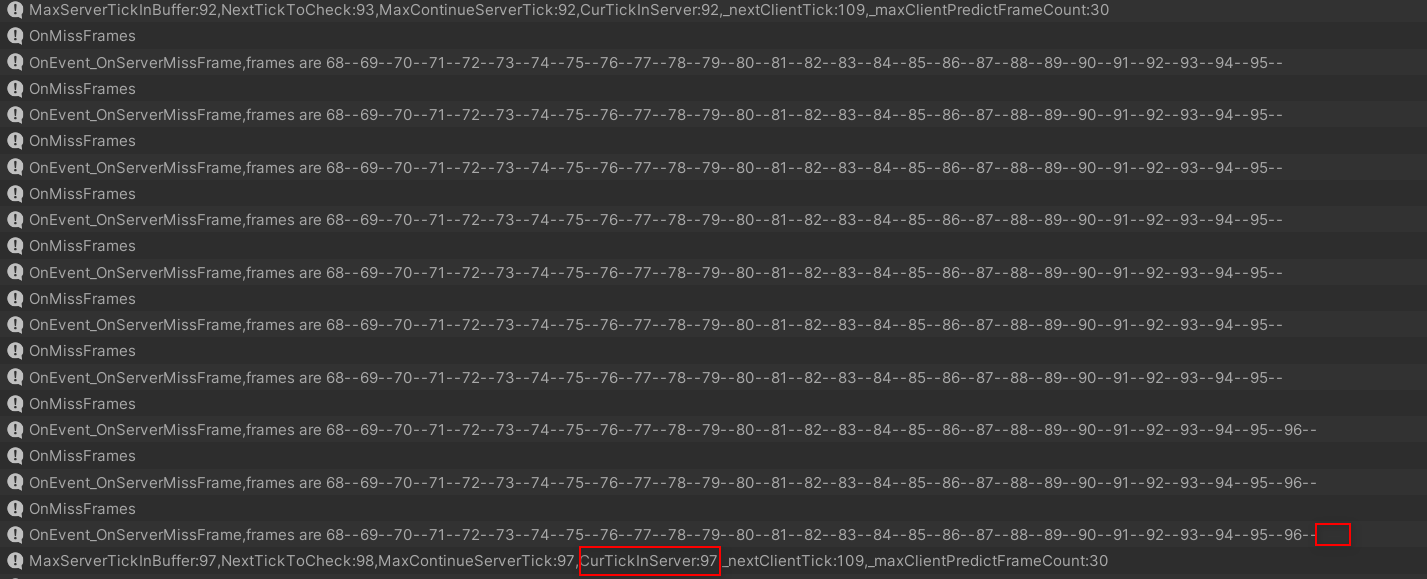 MaxServerTickInBuffer:92,NextTickToCheck:93,MaxContinueServerTick:92,CurTickInServer:92,_nextClientTick:109,_maxClientPredictFrameCount:30
OnMissFrames
OnEvent_OnServerMissFrame,frames are 68--69--70--71--72--73--74--75--76--77--78--79--80--81--82--83--84--85--86--87--88--89--90--91--92--93--94--95--
OnMissFrames
OnEvent_OnServerMissFrame,frames are 68--69--70--71--72--73--74--75--76--77--78--79--80--81--82--83--84--85--86--87--88--89--90--91--92--93--94--95--
OnMissFrames
OnEvent_OnServerMissFrame,frames are 68--69--70--71--72--73--74--75--76--77--78--79--80--81--82--83--84--85--86--87--88--89--90--91--92--93--94--95--
OnMissFrames
OnEvent_OnServerMissFrame,frames are 68--69--70--71--72--73--74--75--76--77--78--79--80--81--82--83--84--85--86--87--88--89--90--91--92--93--94--95--
OnMissFrames
OnEvent_OnServerMissFrame,frames are 68--69--70--71--72--73--74--75--76--77--78--79--80--81--82--83--84--85--86--87--88--89--90--91--92--93--94--95--
OnMissFrames
OnEvent_OnServerMissFrame,frames are 68--69--70--71--72--73--74--75--76--77--78--79--80--81--82--83--84--85--86--87--88--89--90--91--92--93--94--95--
OnMissFrames
OnEvent_OnServerMissFrame,frames are 68--69--70--71--72--73--74--75--76--77--78--79--80--81--82--83--84--85--86--87--88--89--90--91--92--93--94--95--
OnMissFrames
OnEvent_OnServerMissFrame,frames are 68--69--70--71--72--73--74--75--76--77--78--79--80--81--82--83--84--85--86--87--88--89--90--91--92--93--94--95--96--
OnMissFrames
OnEvent_OnServerMissFrame,frames are 68--69--70--71--72--73--74--75--76--77--78--79--80--81--82--83--84--85--86--87--88--89--90--91--92--93--94--95--96--
OnMissFrames
OnEvent_OnServerMissFrame,frames are 68--69--70--71--72--73--74--75--76--77--78--79--80--81--82--83--84--85--86--87--88--89--90--91--92--93--94--95--96--
MaxServerTickInBuffer:97,NextTickToCheck:98,MaxContinueServerTick:97,CurTickInServer:97,_nextClientTick:109,_maxClientPredictFrameCount:30